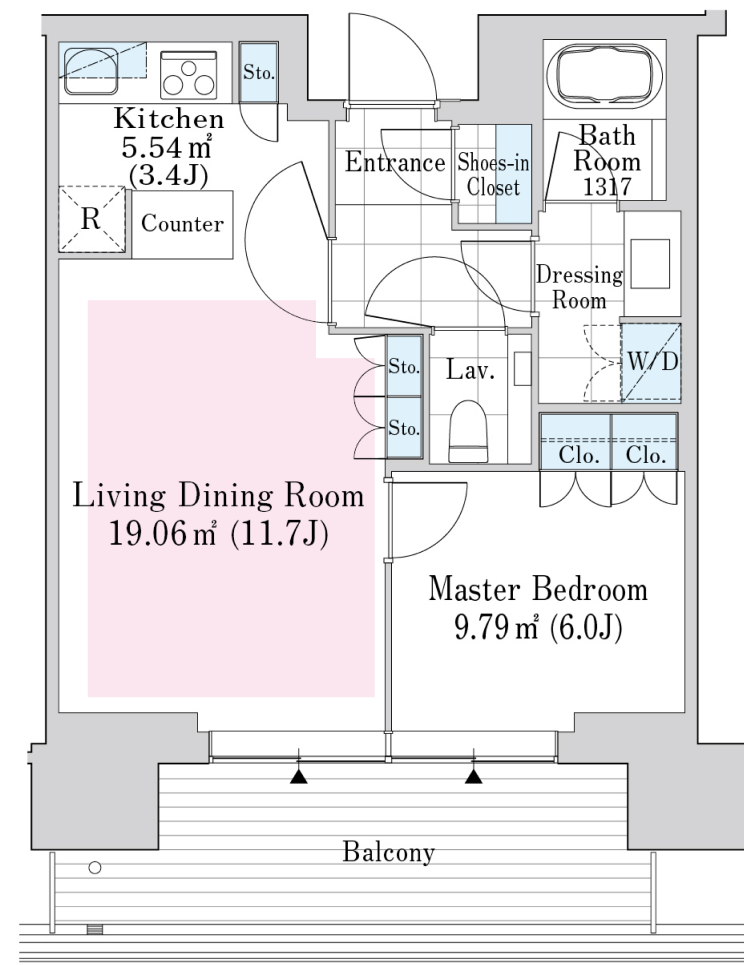 Sto.
Kitchen
5.54㎡
(3.4J)
R
Counter
Entrance
Shoes-in
Closet
Bath
Room
1317
Dressing
Room
W/D
Sto.
Sto.
Lav.
Clo.
Clo.
Living Dining Room
19.06㎡ (11.7J)
Master Bedroom
9.79㎡ (6.0J)
Balcony